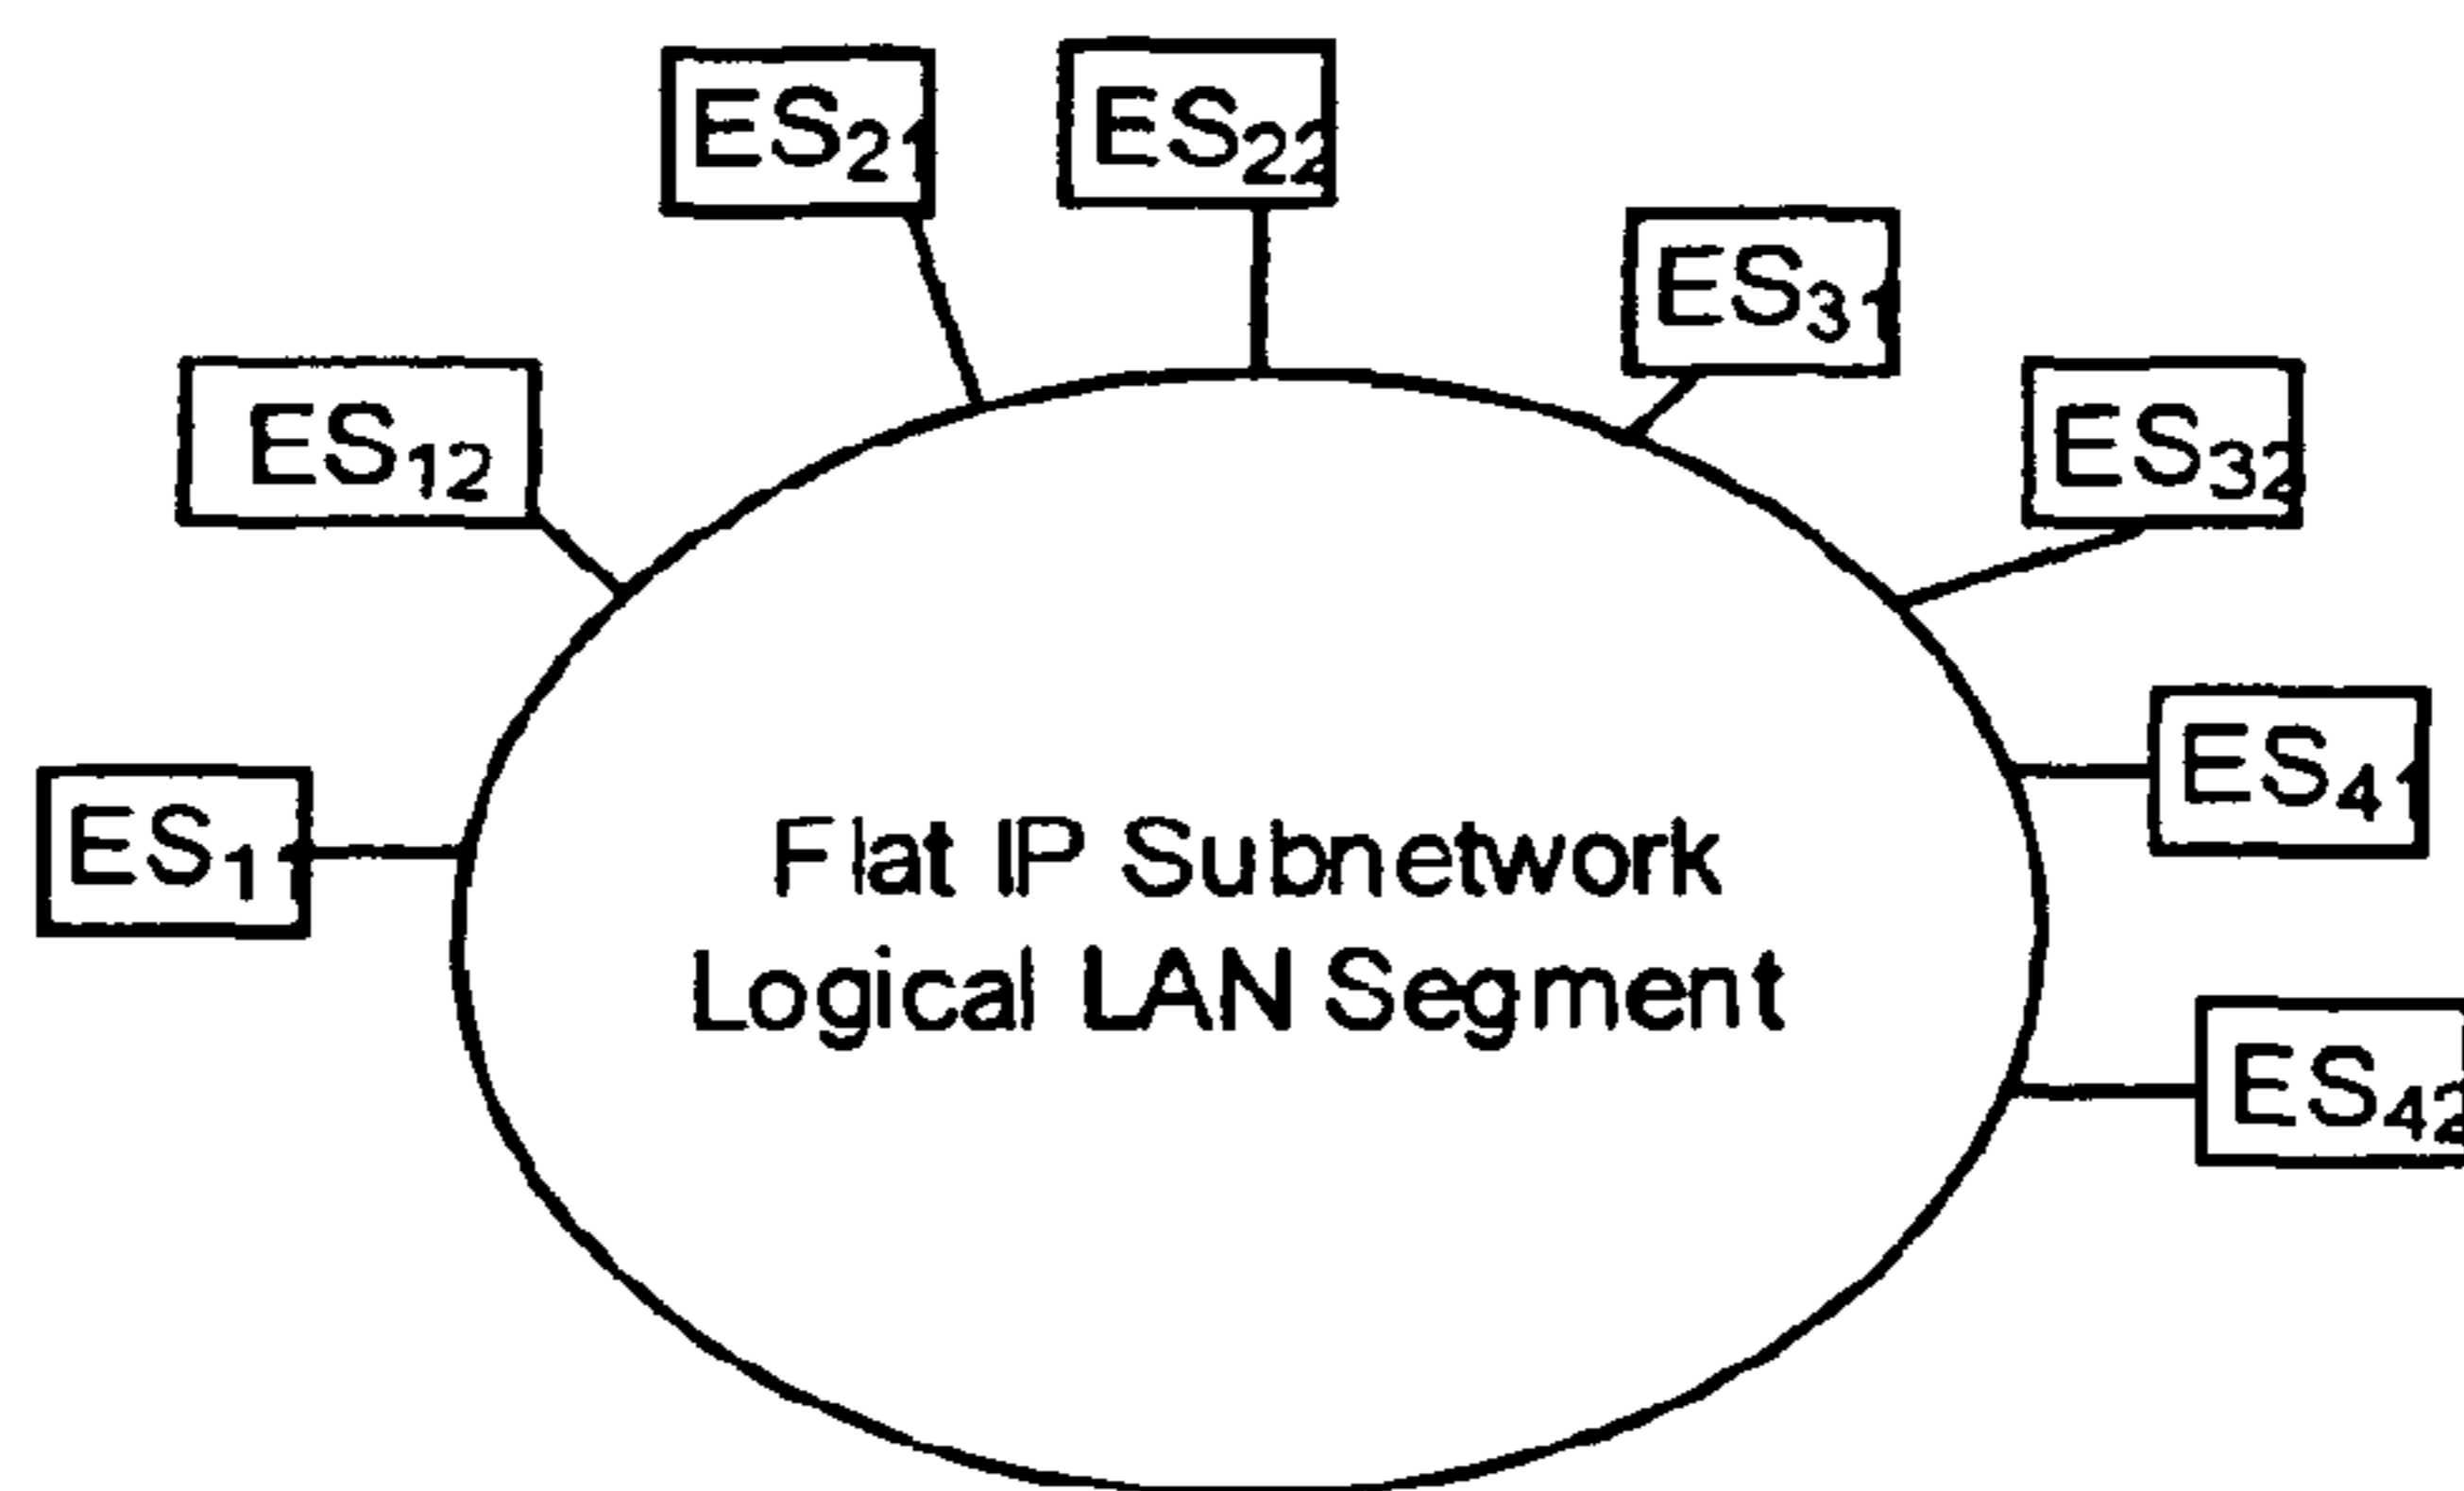 ES21
ES22
ES31
ES12
ES32
ES41
ES11
Flat IP Subnetwork
Logical LAN Segment
ES42